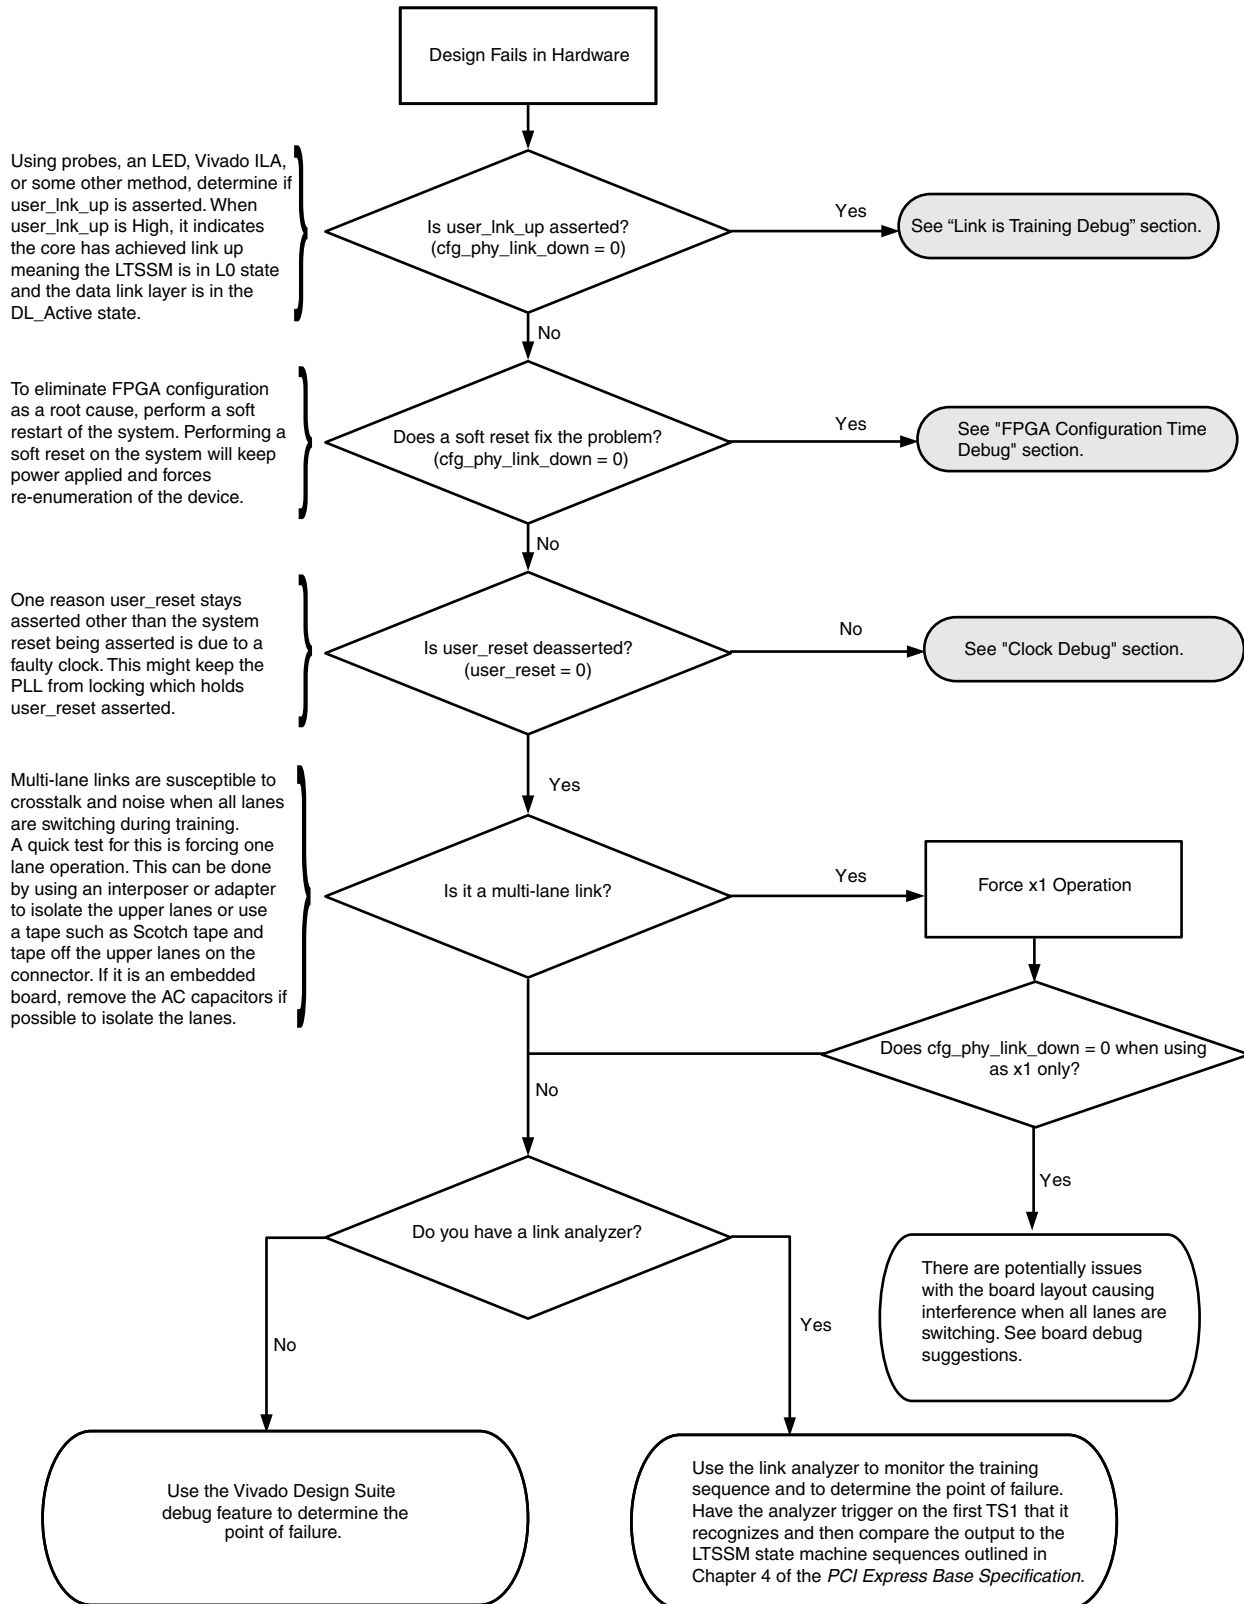 Design Fails in Hardware
Using probes, an LED, Vivado ILA,
or some other method, determine if
user_lnk_up is asserted. When
user_lnk_up is High, it indicates
the core has achieved link up
meaning the LTSSM is in L0 state
and the data link layer is in the
DL_Active state.
Is user_lnk_up asserted?
(cfg_phy_link_down = 0)
Yes
See “Link is Training Debug” section.
No
To eliminate FPGA configuration
as a root cause, perform a soft
restart of the system. Performing a
soft reset on the system will keep
power applied and forces
re-enumeration of the device.
Does a soft reset fix the problem?
(cfg_phy_link_down = 0)
Yes
See "FPGA Configuration Time
Debug" section.
No
One reason user_reset stays
asserted other than the system
reset being asserted is due to a
faulty clock. This might keep the
PLL from locking which holds
user_reset asserted.
Is user_reset deasserted?
(user_reset = 0)
No
See "Clock Debug" section.
Yes
Multi-lane links are susceptible to
crosstalk and noise when all lanes
are switching during training.
A quick test for this is forcing one
lane operation. This can be done
by using an interposer or adapter
to isolate the upper lanes or use
a tape such as Scotch tape and
tape off the upper lanes on the
connector. If it is an embedded
board, remove the AC capacitors if
possible to isolate the lanes.
Is it a multi-lane link?
Yes
Force x1 Operation
Does cfg_phy_link_down = 0 when using
as x1 only?
No
Yes
Do you have a link analyzer?
There are potentially issues
with the board layout causing
interference when all lanes are
switching. See board debug
suggestions.
No
Yes
Use the Vivado Design Suite
debug feature to determine the
point of failure.
Use the link analyzer to monitor the training
sequence and to determine the point of failure.
Have the analyzer trigger on the first TS1 that it
recognizes and then compare the output to the
LTSSM state machine sequences outlined in
Chapter 4 of the PCI Express Base Specification.